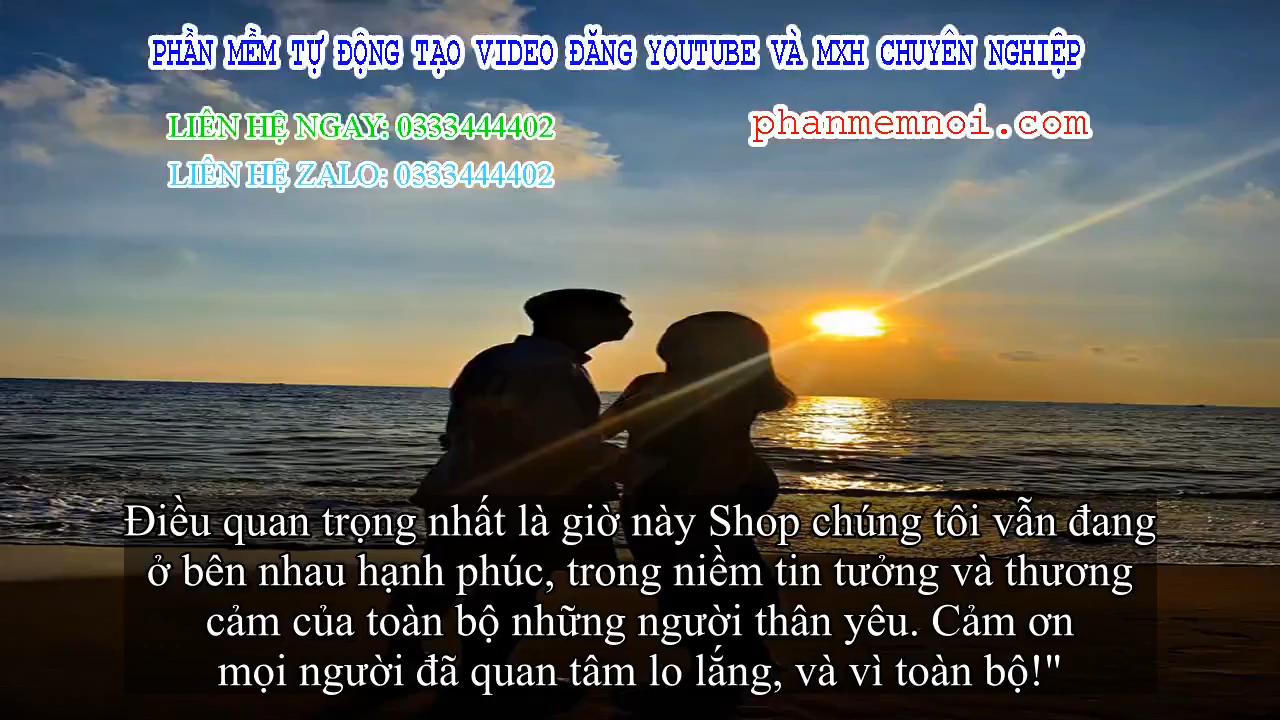 PHẦN MỀM TỰ ĐỘNG TẠO VIDEO ĐĂNG YOUTUBE VÀ MXH CHUYÊN NGHIỆP
LIÊN HỆ NGAY: 0333444402
phanmemnoi.com
LIÊN HỆ ZALO: 0333444402
Điều quan trọng nhất là giờ này Shop chúng tôi vẫn đang
ở bên nhau hạnh phúc, trong niềm tin tưởng và thương
cảm của toàn bộ những người thân yêu. Cảm ơn
mọi người đã quan tâm lo lắng, và vì toàn bộ!"